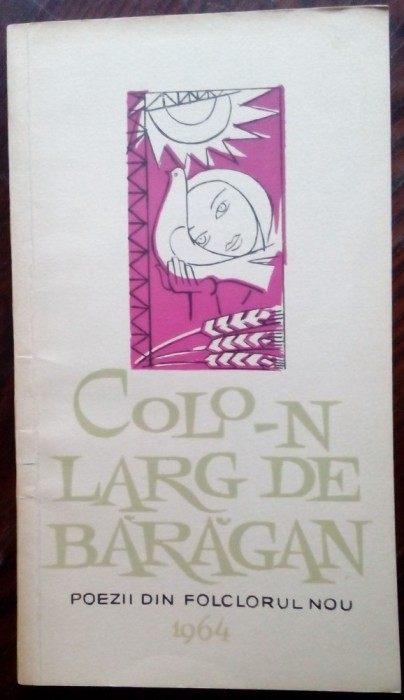 COLO-N
LARG DE
BĂRĂGAN
POEZII DIN FOLCLORUL NOU
1964